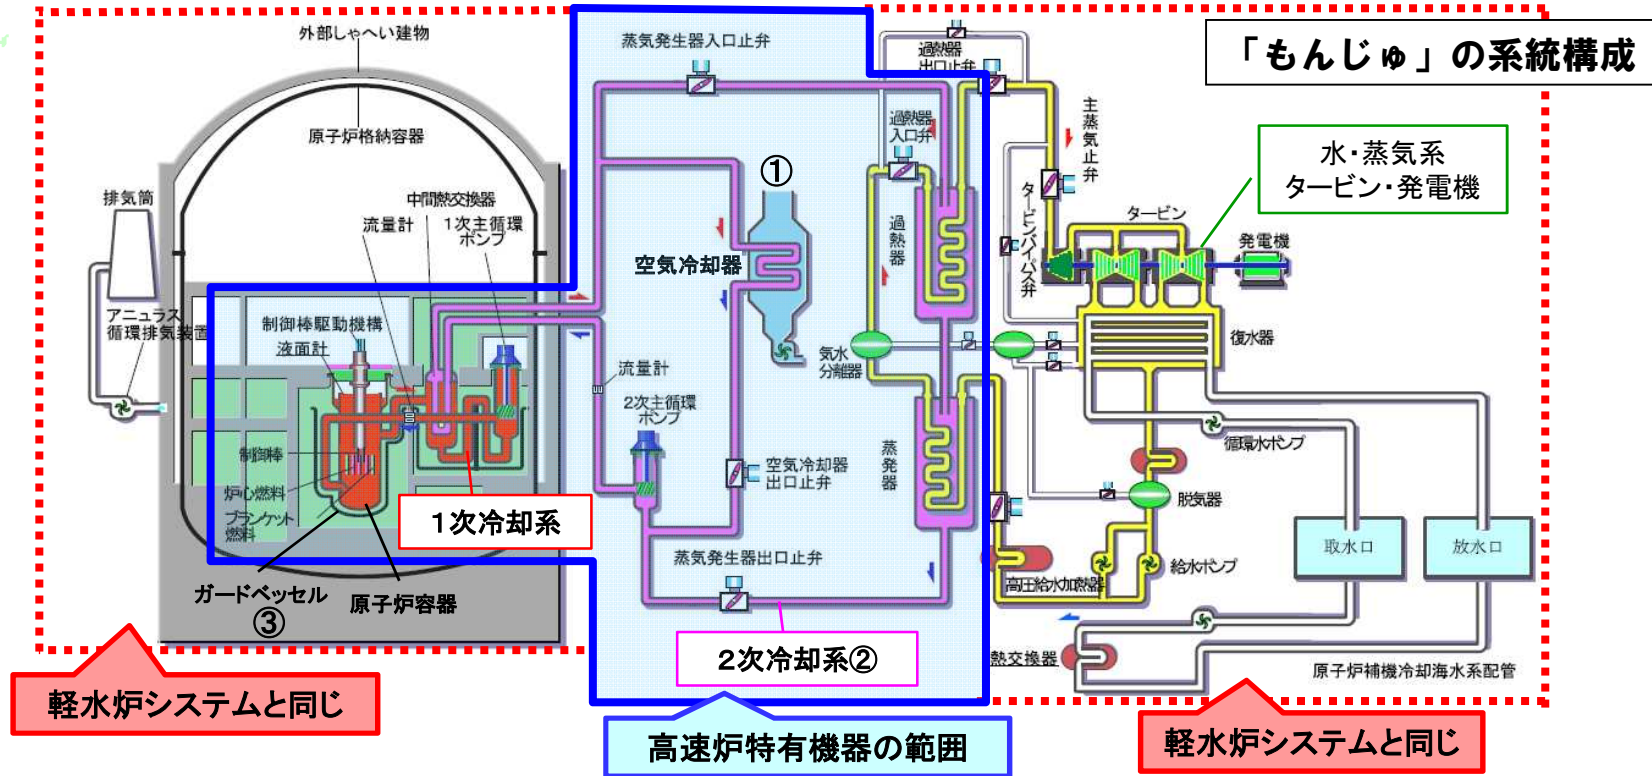 「もんじゅ」の系統構成
外部しゃへい建物
原子炉格納容器
排気筒
アニュラス
循環排気装置
中間熱交換器
流量計
1次主循環
ポンプ
制御棒駆動機構
液面計
制御棒
炉心燃料
ブランケット
燃料
1次冷却系
ガードベッセル
③
原子炉容器
蒸気発生器入口止弁
①
空気冷却器
流量計
2次主循環
ポンプ
空気冷却器
出口止弁
蒸気発生器出口止弁
2次冷却系②
過熱器
出口止弁
過熱器
入口弁
過熱器
気水
分離器
蒸発器
主蒸気止弁
タービンバイパス弁
水・蒸気系
タービン・発電機
タービン
発電機
復水器
循環水ポンプ
脱気器
給水ポンプ
高圧給水加熱器
取水口
放水口
熱交換器
原子炉補機冷却海水系配管
軽水炉システムと同じ
高速炉特有機器の範囲
軽水炉システムと同じ